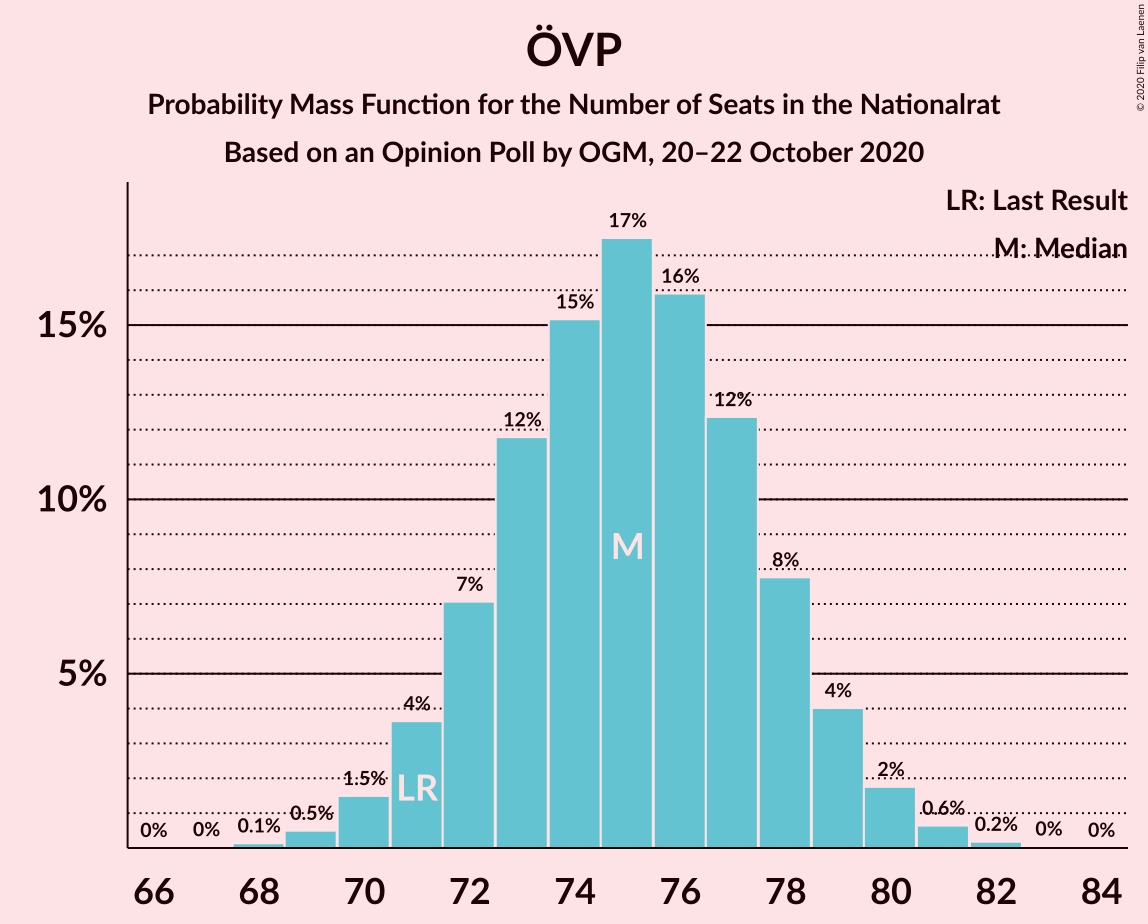 ÖVP
Probability Mass Function for the Number of Seats in the Nationalrat
Based on an Opinion Poll by OGM, 20–22 October 2020
© 2020 Filip van Laenen
LR: Last Result
M: Median
15%
10%
5%
0%
0%
0.1%
0.5%
1.5%
4%
7%
12%
15%
17%
16%
12%
8%
4%
2%
0.6%
0.2%
0%
0%
LR
M
66 68 70 72 74 76 78 80 82 84